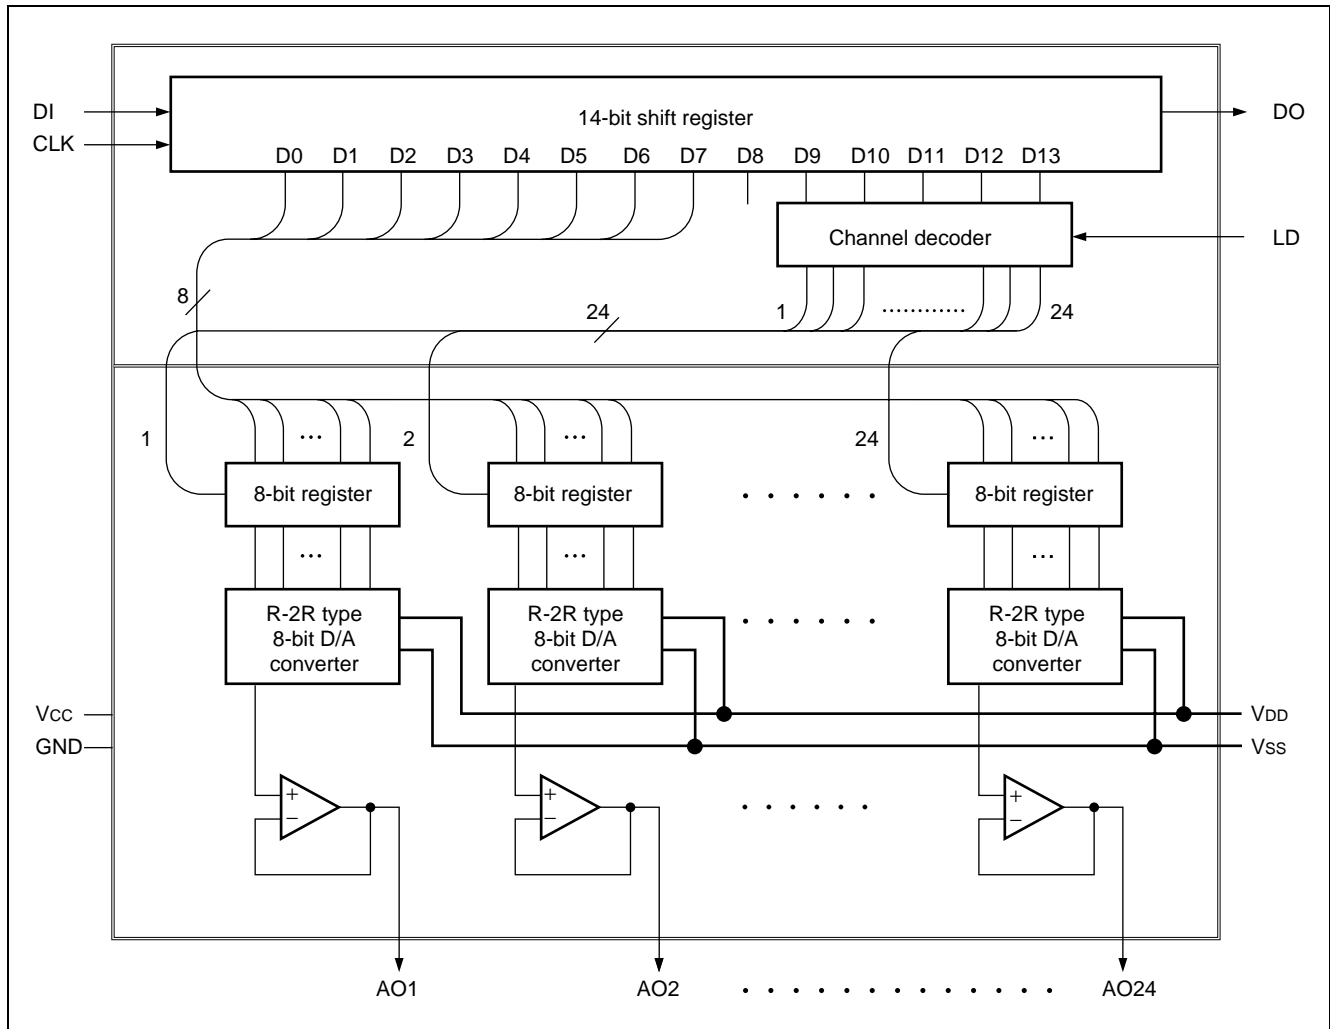 DI
CLK
14-bit shift register
DO
D0 D1 D2 D3 D4 D5 D6 D7 D8 D9 D10 D11 D12 D13
Channel decoder
LD
8
24
1
............
24
1
...
2
...
24
...
8-bit register
8-bit register
......
8-bit register
...
...
...
R-2R type
8-bit D/A
converter
R-2R type
8-bit D/A
converter
......
R-2R type
8-bit D/A
converter
VCC
GND
VDD
VSS
+
−
+
−
......
+
−
AO1
AO2
.............
AO24